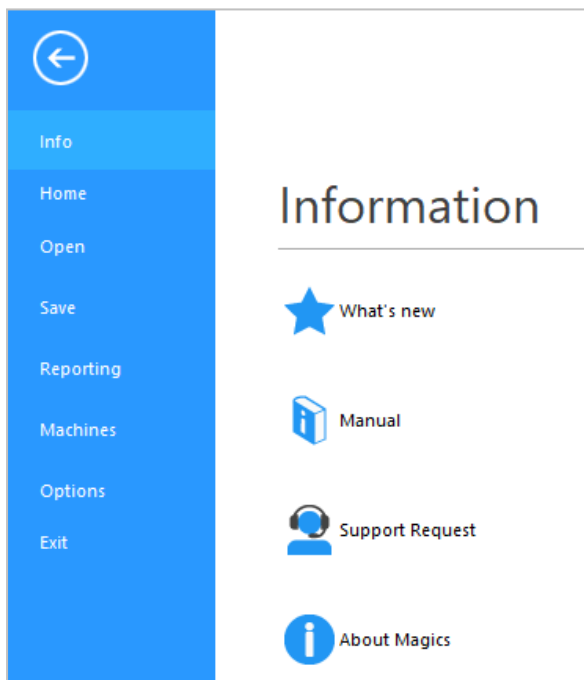 Info
Home
Open
Save
Reporting
Machines
Options
Exit
Information
What's new
Manual
Support Request
About Magics